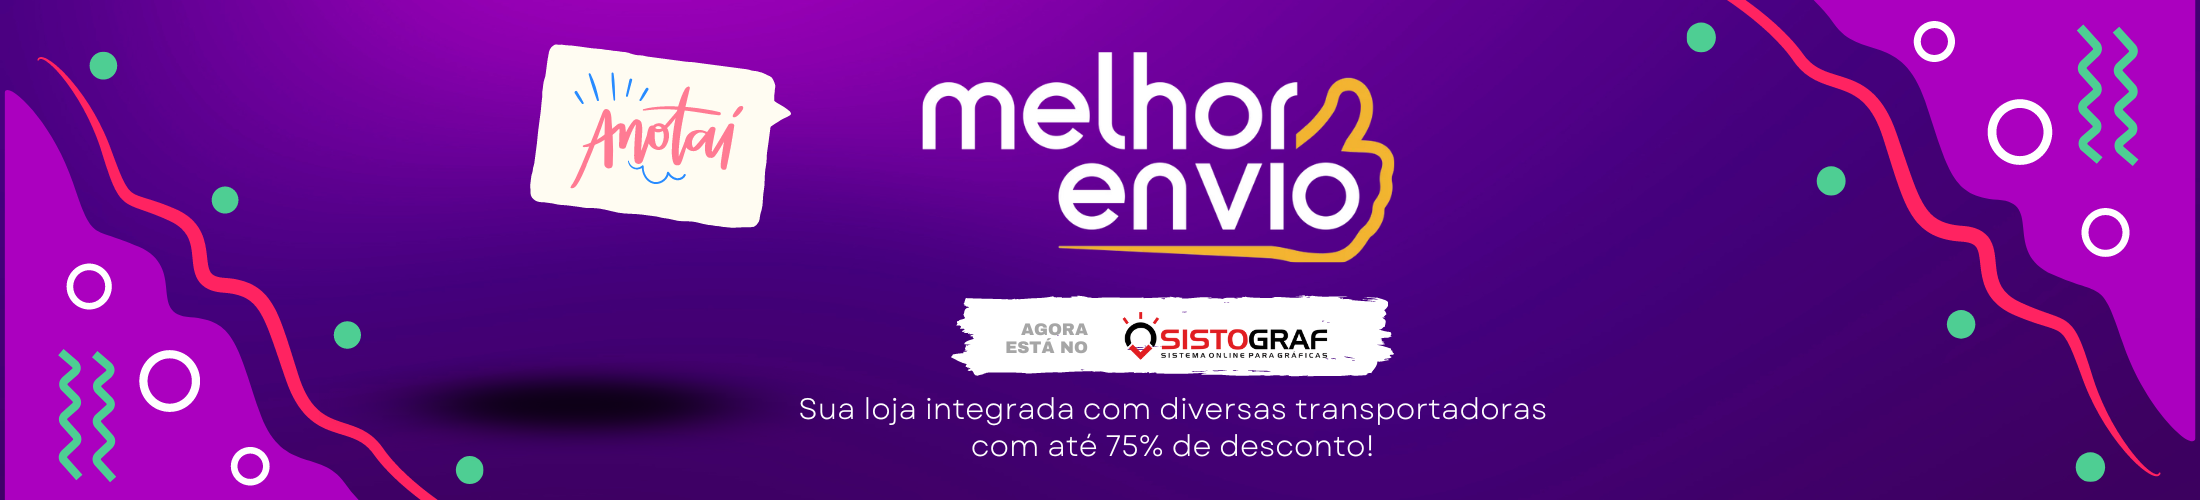 Anotaí
melhor
envio
AGORA
ESTÁ NO
SISTOGRAF
SISTEMA ONLINE PARA GRÁFICAS
Sua loja integrada com diversas transportadoras
com até 75% de desconto!